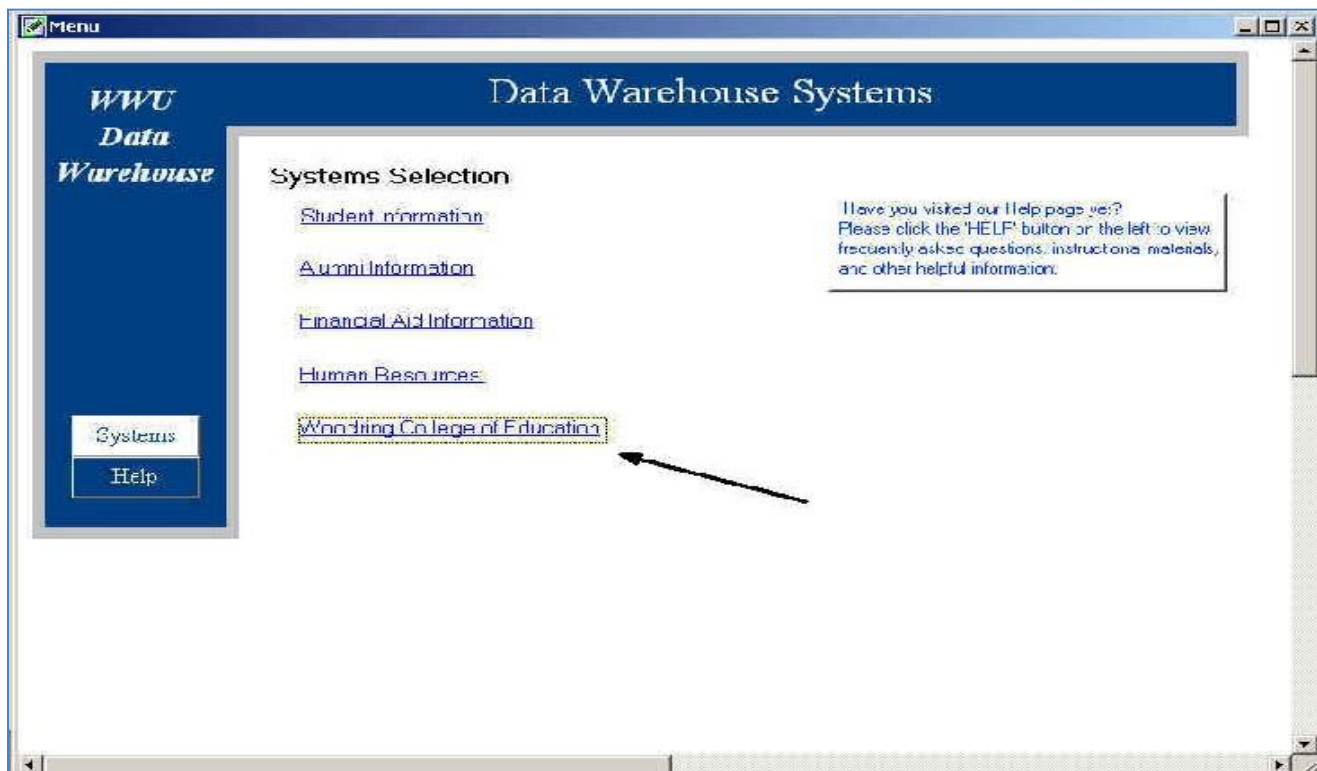 Menu
WWU
Data
Warehouse
Data Warehouse Systems
Systems Selection
Student Information
Alumni Information
Financial Aid Information
Human Resources
Woodring College of Education
Have you visited our Help page yet?
Please click the 'HELP' button on the left to view
frequently asked questions, instructional materials,
and other helpful information.
Systems
Help